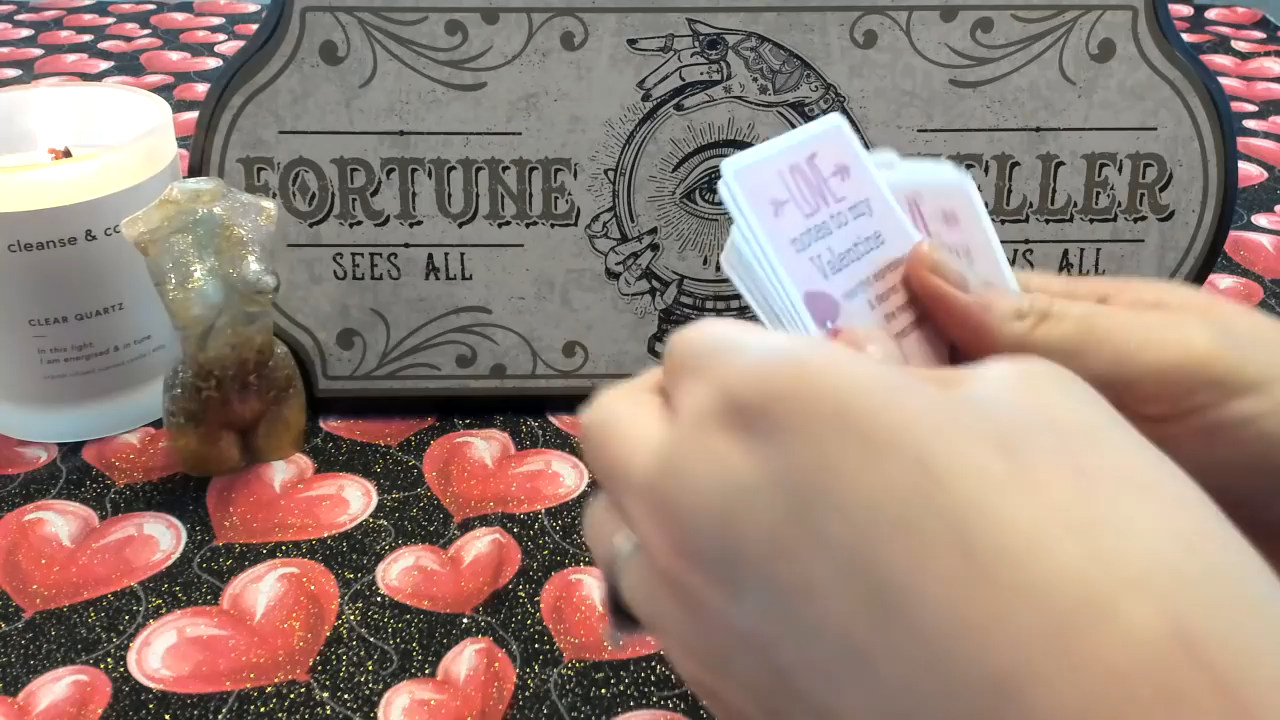 FORTUNE
SEES ALL
ELLER
WS ALL
cleanse & co
CLEAR QUARTZ
In this light,
I am energised & in tune
LOVE
notes to my
Valentine